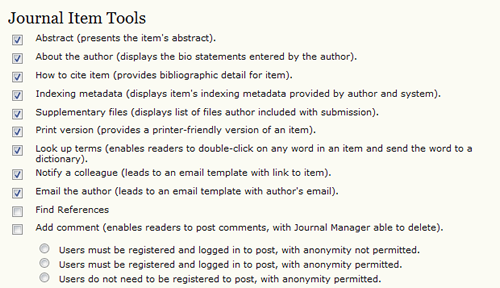 Journal Item Tools
Abstract (presents the item's abstract).
About the author (displays the bio statements entered by the author).
How to cite item (provides bibliographic detail for item).
Indexing metadata (displays item's indexing metadata provided by author and system).
Supplementary files (displays list of files author included with submission).
Print version (provides a printer-friendly version of an item).
Look up terms (enables readers to double-click on any word in an item and send the word to a
dictionary).
Notify a colleague (leads to an email template with link to item).
Email the author (leads to an email template with author's email).
Find References
Add comment (enables readers to post comments, with Journal Manager able to delete).
Users must be registered and logged in to post, with anonymity not permitted.
Users must be registered and logged in to post, with anonymity permitted.
Users do not need to be registered to post, with anonymity permitted.